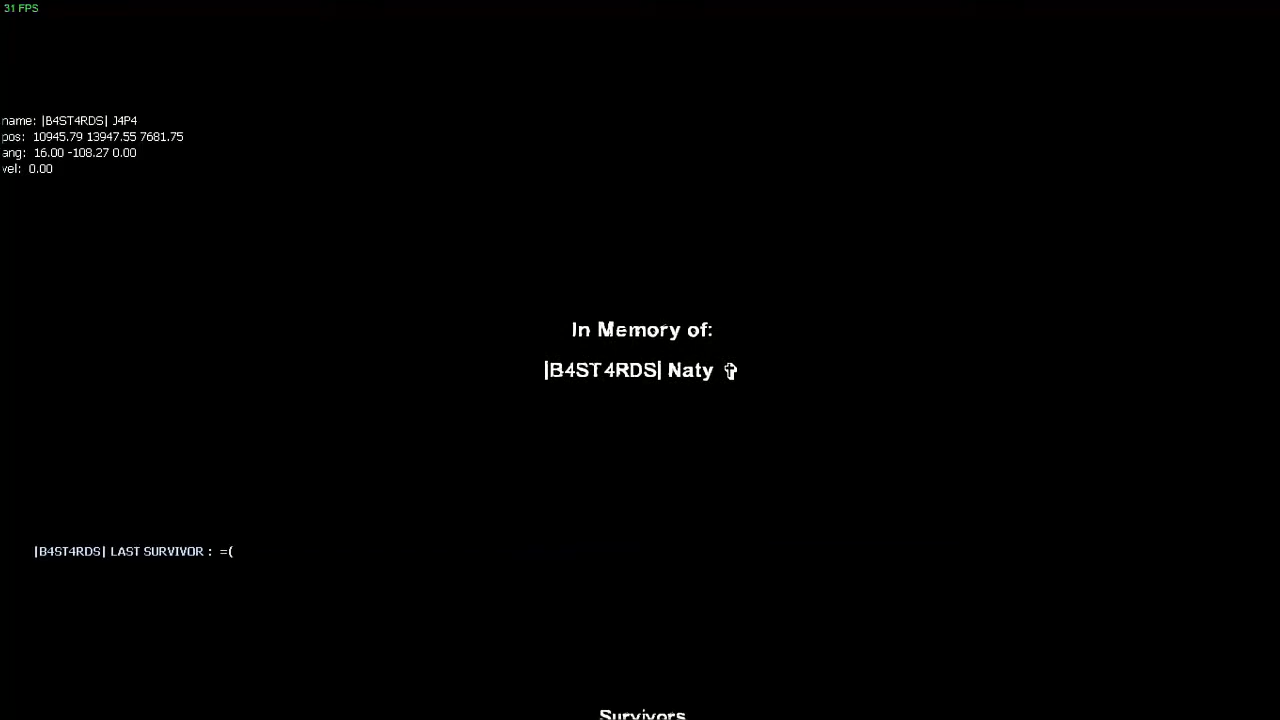 31 FPS
name: |B4ST4RDS| J4P4
pos: 10945.79 13947.55 7681.75
ang: 16.00 -108.27 0.00
vel: 0.00
In Memory of:
|B4ST4RDS| Naty ✞
|B4ST4RDS| LAST SURVIVOR : =(
Survivors